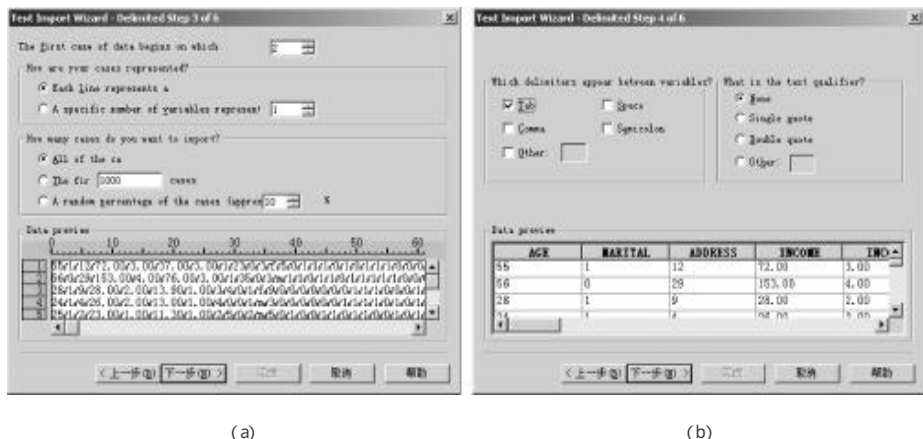 Text Import Wizard - Delimited Step 3 of 6
The first case of data begins on which
2
How are your cases represented?
Each line represents a
A specific number of variables represent
1
How many cases do you want to import?
All of the ca
The fir 1000 cases
A random percentage of the cases (approx 10 %
Data preview
0 10 20 30 40 50 60
1
2
3
4
5
<上一步(B) 下一步(N) > 完成 取消 帮助
(a)
Text Import Wizard - Delimited Step 4 of 6
Which delimiters appear between variables?
Tab Space
Comma Semicolon
Other:
What is the text qualifier?
None
Single quote
Double quote
Other:
Data preview
AGE MARITAL ADDRESS INCOME INC
55 1 12 72.00 3.00
56 0 29 153.00 4.00
28 1 9 28.00 2.00
<上一步(B) 下一步(N) > 完成 取消 帮助
(b)